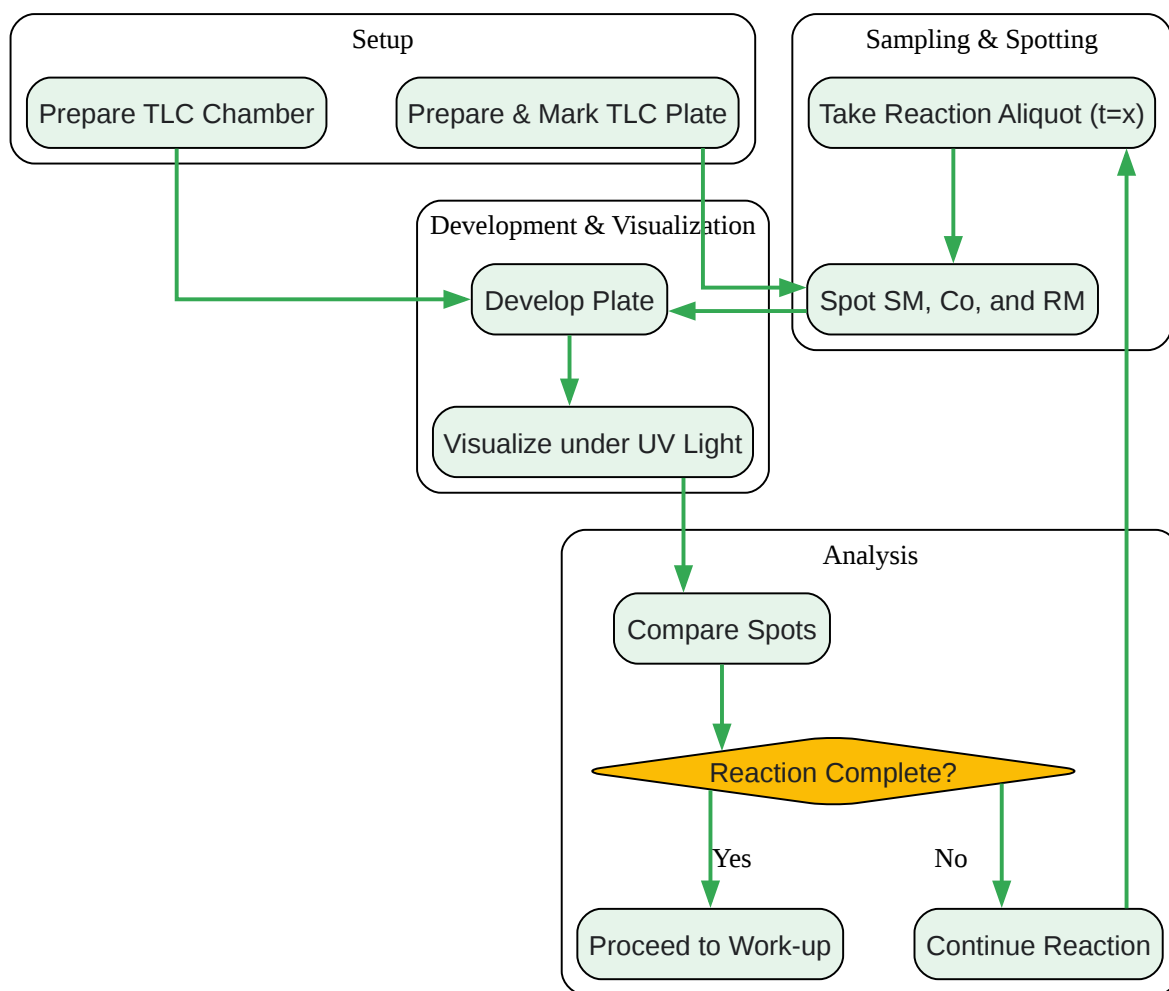 Setup
Prepare TLC Chamber
Prepare & Mark TLC Plate
Sampling & Spotting
Take Reaction Aliquot (t=x)
Spot SM, Co, and RM
Development & Visualization
Develop Plate
Visualize under UV Light
Analysis
Compare Spots
Reaction Complete?
Yes
No
Proceed to Work-up
Continue Reaction